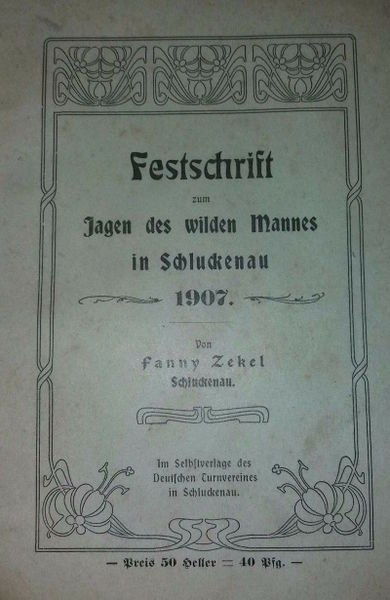 Festschrift
zum
Jagen des wilden Mannes
in Schluckenau
1907.
Von
Fanny Zekel
Schluckenau.
Im Selbstverlage des
Deutschen Turnvereines
in Schluckenau.
— Preis 50 Heller = 40 Pfg. —